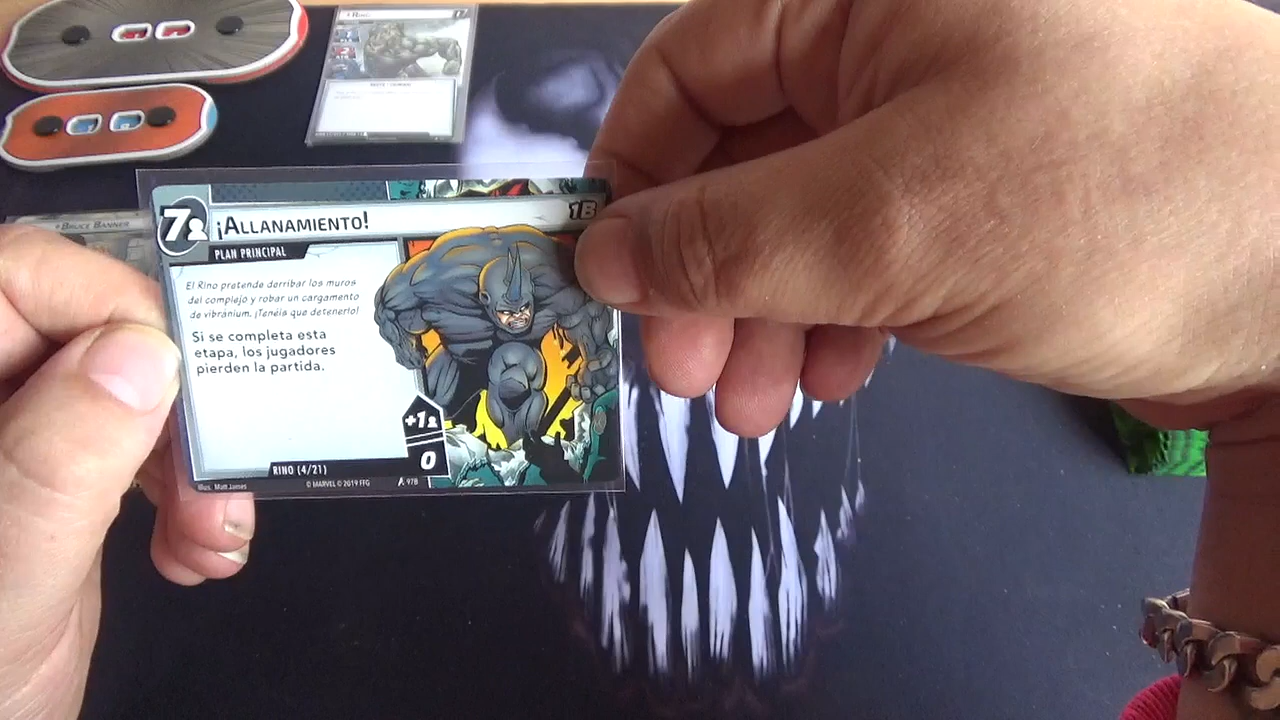 RINO
BRUCE BANNER
7
¡ALLANAMIENTO!
1B
PLAN PRINCIPAL
El Rino pretende derribar los muros
del complejo y robar un cargamento
de vibránium. ¡Tenéis que detenerlo!
Si se completa esta
etapa, los jugadores
pierden la partida.
+1
0
RINO (4/21)
Illus. Matt James
© MARVEL © 2019 FFG
97B